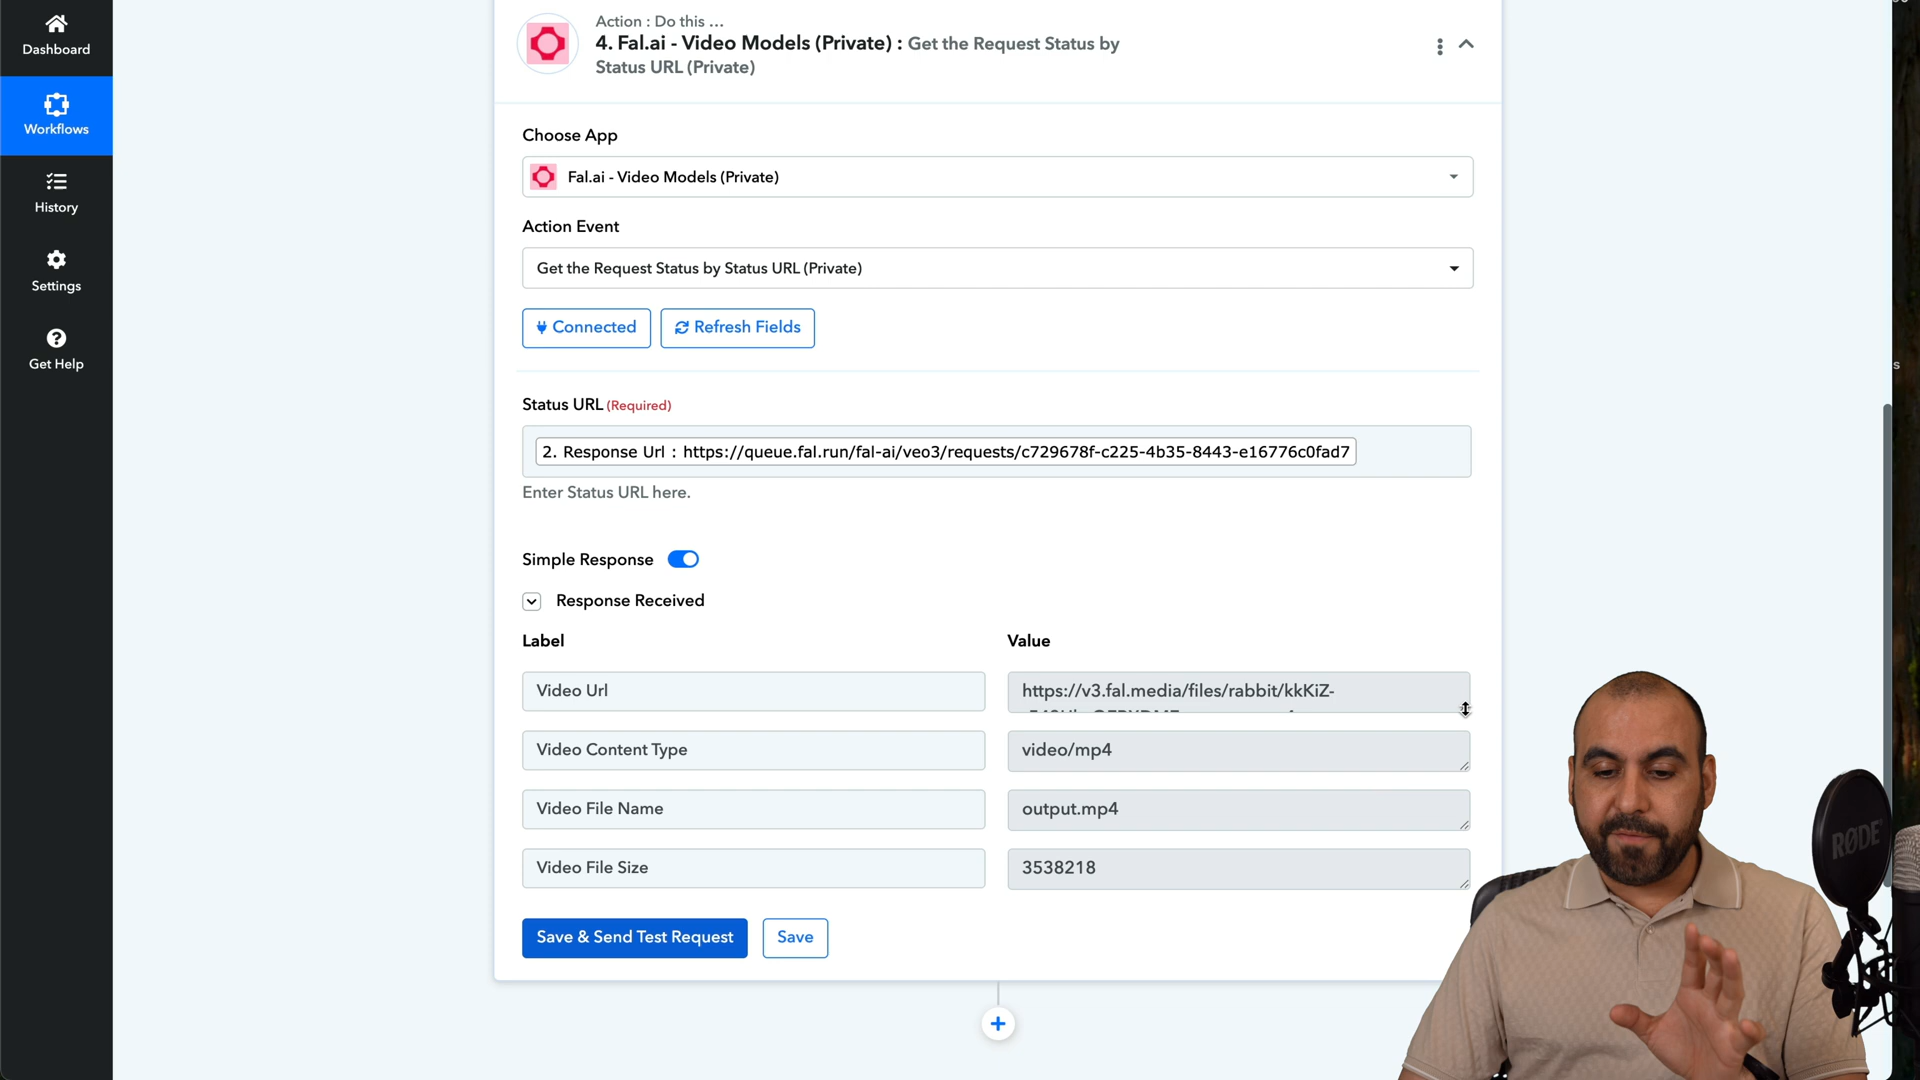 Dashboard
Workflows
History
Settings
Get Help
Action : Do this ...
4. Fal.ai - Video Models (Private) : Get the Request Status by
Status URL (Private)
Choose App
Fal.ai - Video Models (Private)
Action Event
Get the Request Status by Status URL (Private)
Connected
Refresh Fields
Status URL (Required)
2. Response Url : https://queue.fal.run/fal-ai/veo3/requests/c729678f-c225-4b35-8443-e16776c0fad7
Enter Status URL here.
Simple Response
Response Received
Label
Value
Video Url
https://v3.fal.media/files/rabbit/kkKiZ-
Video Content Type
video/mp4
Video File Name
output.mp4
Video File Size
3538218
Save & Send Test Request
Save
RØDE